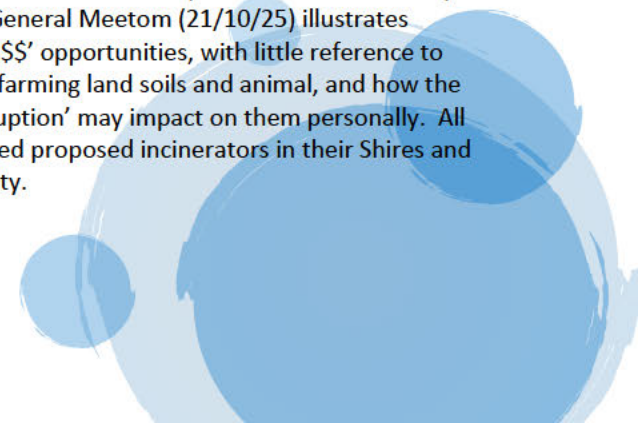 General Meetom (21/10/25) illustrates
$$’ opportunities, with little reference to
farming land soils and animal, and how the
uption’ may impact on them personally.  All
ed proposed incinerators in their Shires and
ty.